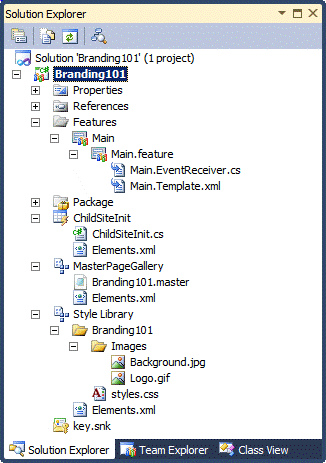 Solution Explorer
Solution 'Branding101' (1 project)
Branding101
Properties
References
Features
Main
Main.feature
Main.EventReceiver.cs
Main.Template.xml
Package
ChildSiteInit
ChildSiteInit.cs
Elements.xml
MasterPageGallery
Branding101.master
Elements.xml
Style Library
Branding101
Images
Background.jpg
Logo.gif
styles.css
Elements.xml
key.snk
Solution Explorer Team Explorer Class View